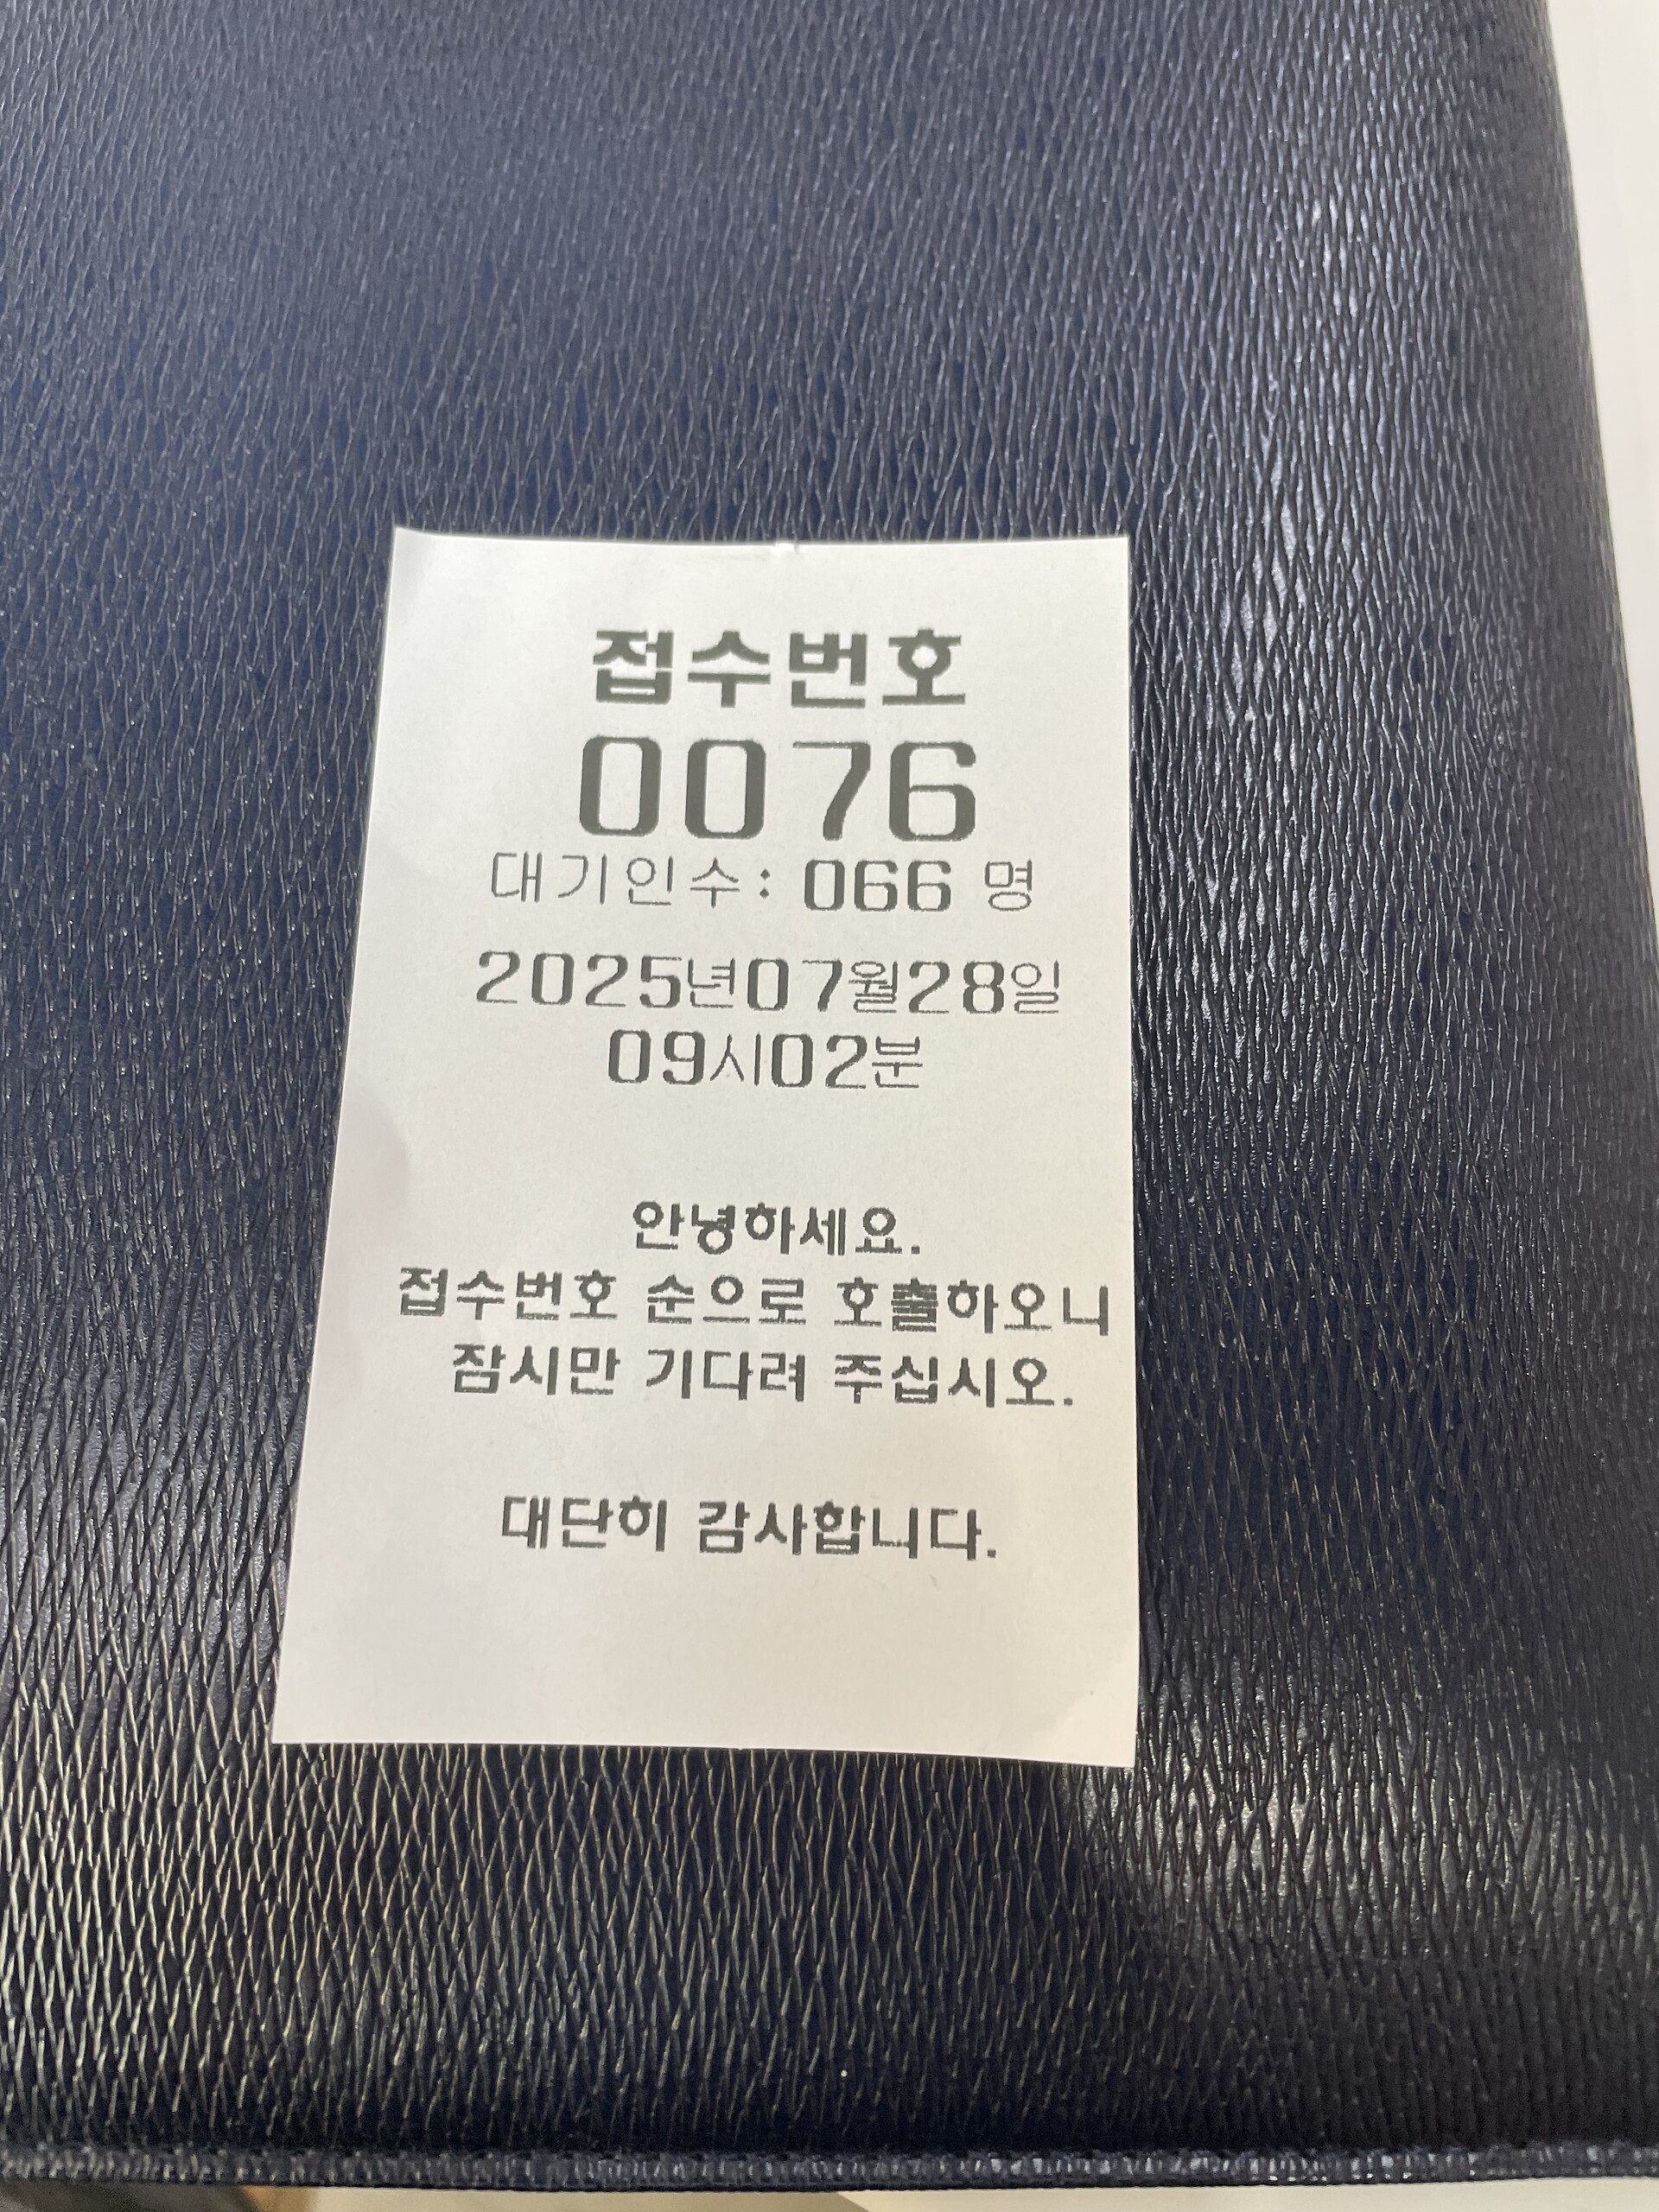 접수번호
0076
대기인수: 066 명
2025년07월28일
09시02분
안녕하세요.
접수번호 순으로 호출하오니
잠시만 기다려 주십시오.
대단히 감사합니다.